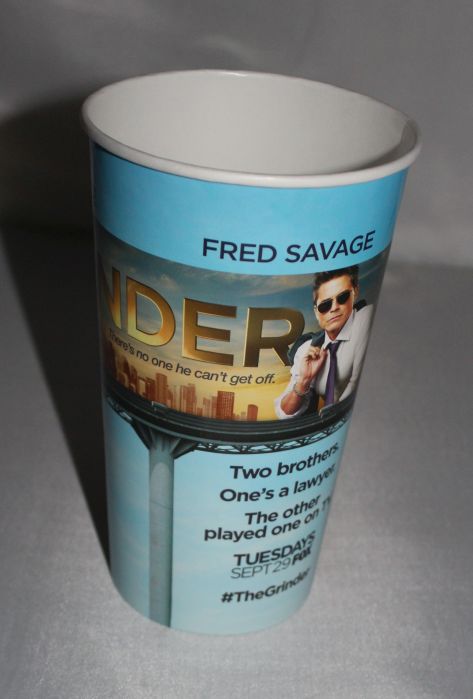 FRED SAVAGE
NDER
There's no one he can't get off.
Two brothers.
One's a lawyer.
The other
played one on
TUESDAYS
SEPT 29 FOX
#TheGrinder